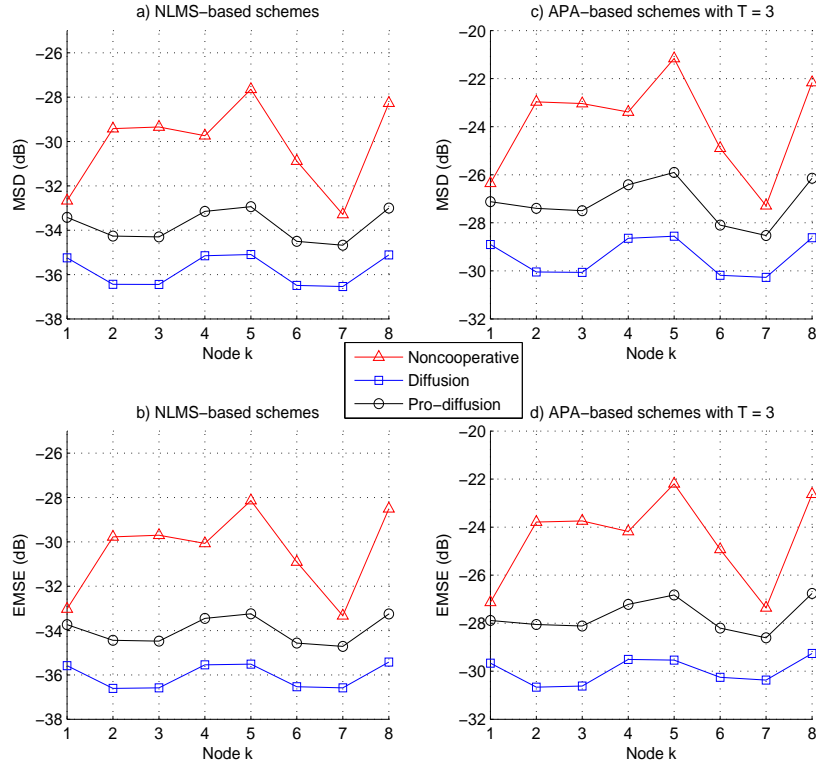 a) NLMS−based schemes
−26
−28
−30
−32
−34
−36
−38
MSD (dB)
1 2 3 4 5 6 7 8
Node k
c) APA−based schemes with T = 3
−20
−22
−24
−26
−28
−30
−32
MSD (dB)
1 2 3 4 5 6 7 8
Node k
Noncooperative
Diffusion
Pro−diffusion
b) NLMS−based schemes
−26
−28
−30
−32
−34
−36
−38
EMSE (dB)
1 2 3 4 5 6 7 8
Node k
d) APA−based schemes with T = 3
−20
−22
−24
−26
−28
−30
−32
EMSE (dB)
1 2 3 4 5 6 7 8
Node k